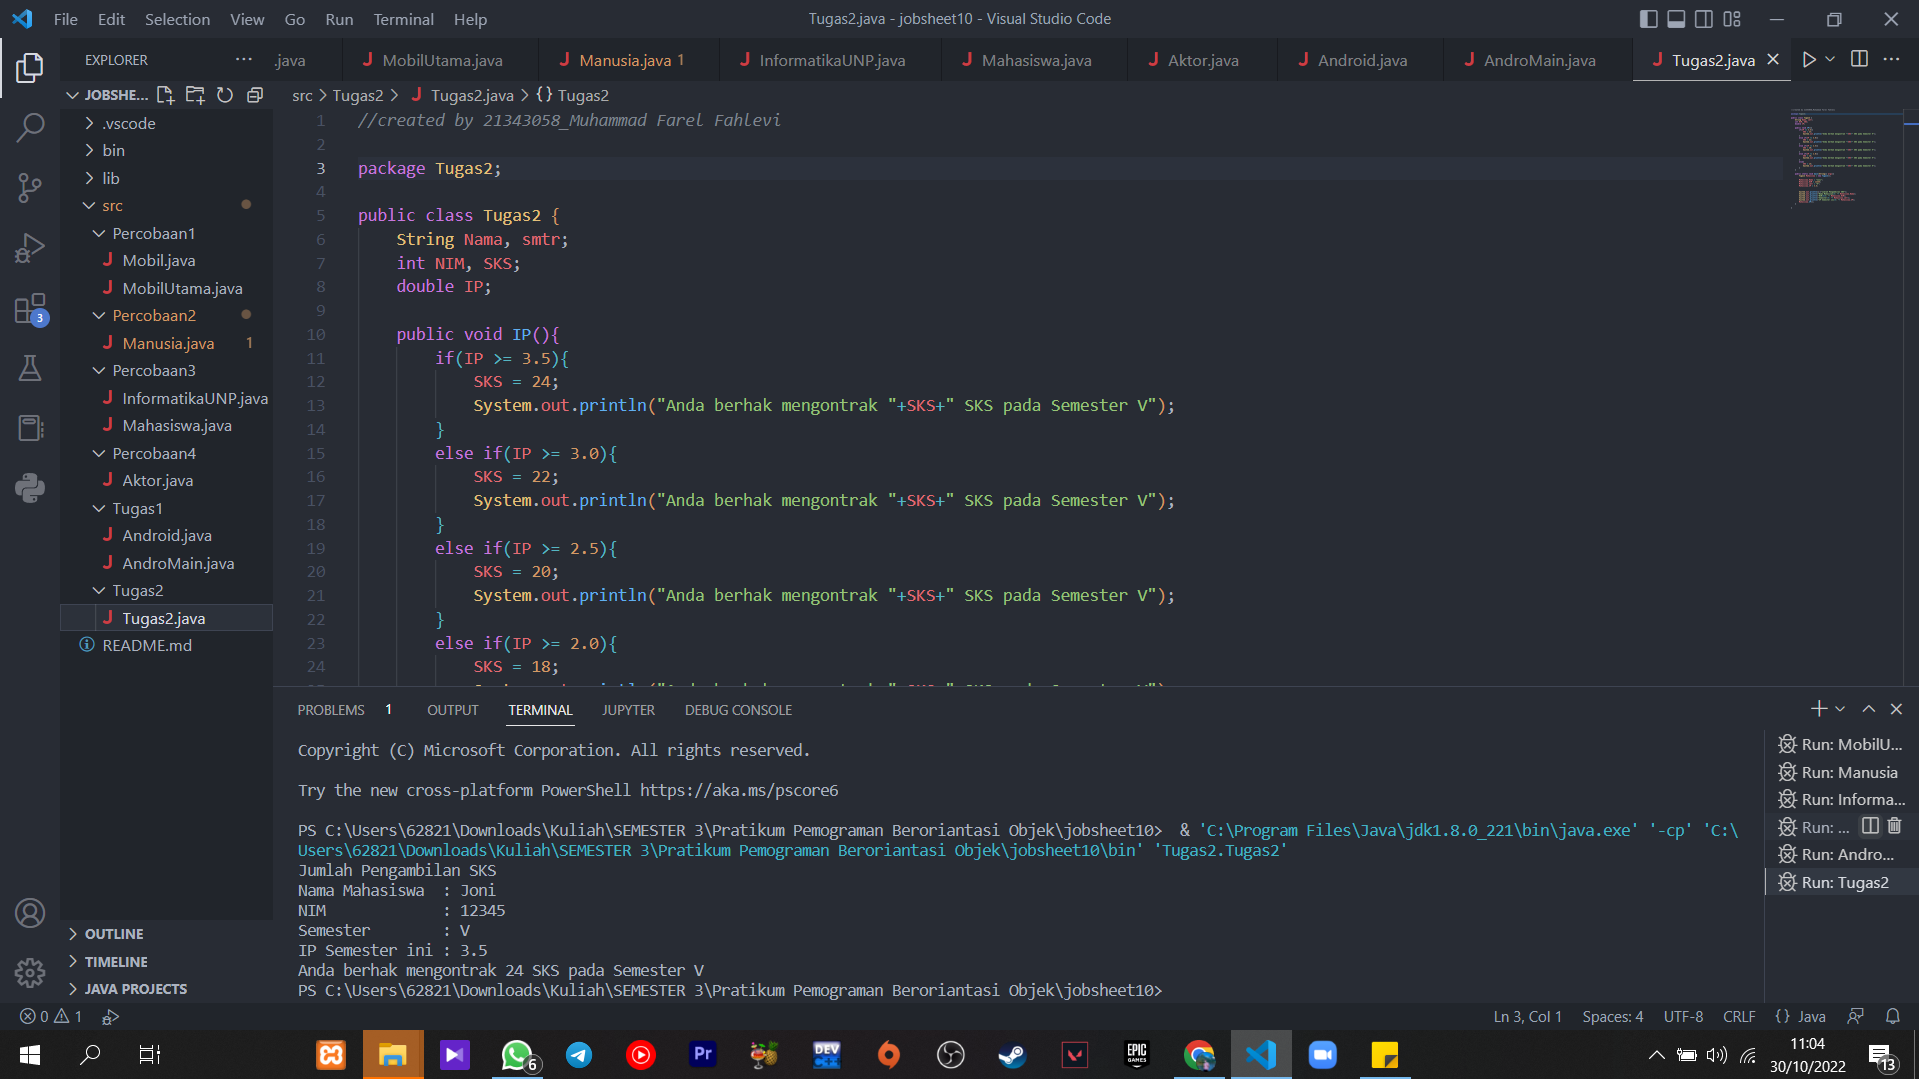 File Edit Selection View Go Run Terminal Help
Tugas2.java - jobsheet10 - Visual Studio Code
EXPLORER ···
.java MobilUtama.java Manusia.java 1 InformatikaUNP.java Mahasiswa.java Aktor.java Android.java AndroMain.java Tugas2.java
JOBSHE...
src > Tugas2 > Tugas2.java > {} Tugas2
.vscode
bin
lib
src
Percobaan1
Mobil.java
MobilUtama.java
Percobaan2
Manusia.java 1
Percobaan3
InformatikaUNP.java
Mahasiswa.java
Percobaan4
Aktor.java
Tugas1
Android.java
AndroMain.java
Tugas2
Tugas2.java
README.md
OUTLINE
TIMELINE
JAVA PROJECTS
3
1 //created by 21343058_Muhammad Farel Fahlevi
2
3 package Tugas2;
4
5 public class Tugas2 {
6 String Nama, smtr;
7 int NIM, SKS;
8 double IP;
9
10 public void IP(){
11 if(IP >= 3.5){
12 SKS = 24;
13 System.out.println("Anda berhak mengontrak "+SKS+" SKS pada Semester V");
14 }
15 else if(IP >= 3.0){
16 SKS = 22;
17 System.out.println("Anda berhak mengontrak "+SKS+" SKS pada Semester V");
18 }
19 else if(IP >= 2.5){
20 SKS = 20;
21 System.out.println("Anda berhak mengontrak "+SKS+" SKS pada Semester V");
22 }
23 else if(IP >= 2.0){
24 SKS = 18;
PROBLEMS 1 OUTPUT TERMINAL JUPYTER DEBUG CONSOLE
Copyright (C) Microsoft Corporation. All rights reserved.
Try the new cross-platform PowerShell https://aka.ms/pscore6
PS C:\Users\62821\Downloads\Kuliah\SEMESTER 3\Pratikum Pemograman Beroriantasi Objek\jobsheet10>  & 'C:\Program Files\Java\jdk1.8.0_221\bin\java.exe' '-cp' 'C:\
Users\62821\Downloads\Kuliah\SEMESTER 3\Pratikum Pemograman Beroriantasi Objek\jobsheet10\bin' 'Tugas2.Tugas2'
Jumlah Pengambilan SKS
Nama Mahasiswa : Joni
NIM : 12345
Semester : V
IP Semester ini : 3.5
Anda berhak mengontrak 24 SKS pada Semester V
PS C:\Users\62821\Downloads\Kuliah\SEMESTER 3\Pratikum Pemograman Beroriantasi Objek\jobsheet10>
Run: MobilU...
Run: Manusia
Run: Informa...
Run: ...
Run: Andro...
Run: Tugas2
0 1
Ln 3, Col 1 Spaces: 4 UTF-8 CRLF {} Java
6 Pr DEV C++ EPIC GAMES
11:04
30/10/2022
13